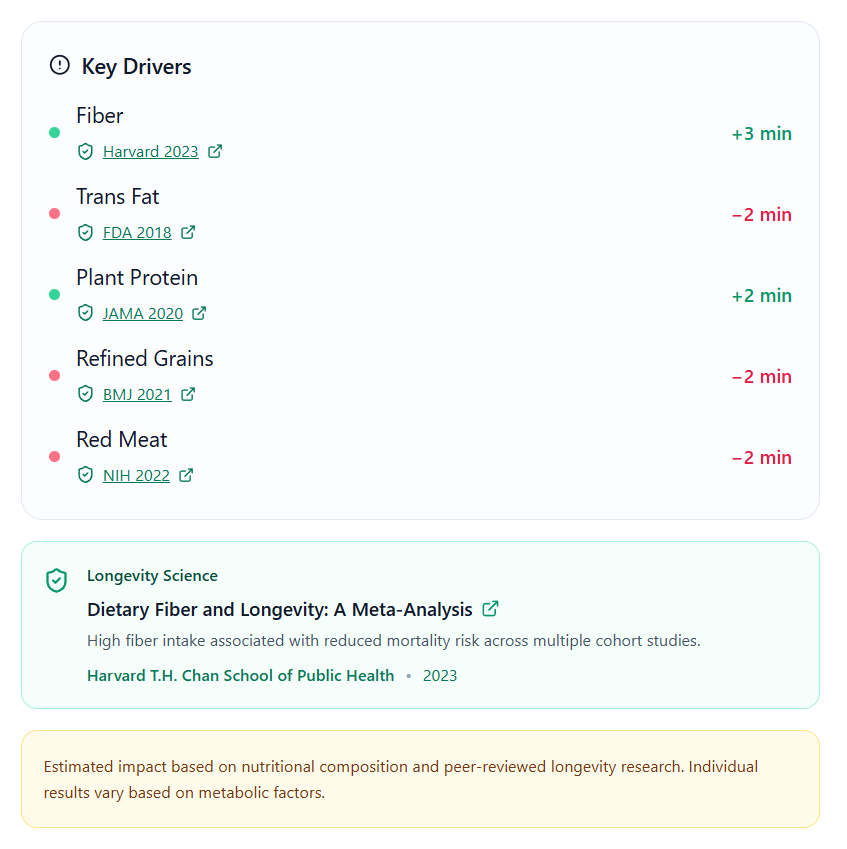 Key Drivers
Fiber
Harvard 2023
+3 min
Trans Fat
FDA 2018
−2 min
Plant Protein
JAMA 2020
+2 min
Refined Grains
BMJ 2021
−2 min
Red Meat
NIH 2022
−2 min
Longevity Science
Dietary Fiber and Longevity: A Meta-Analysis
High fiber intake associated with reduced mortality risk across multiple cohort studies.
Harvard T.H. Chan School of Public Health • 2023
Estimated impact based on nutritional composition and peer-reviewed longevity research. Individual
results vary based on metabolic factors.